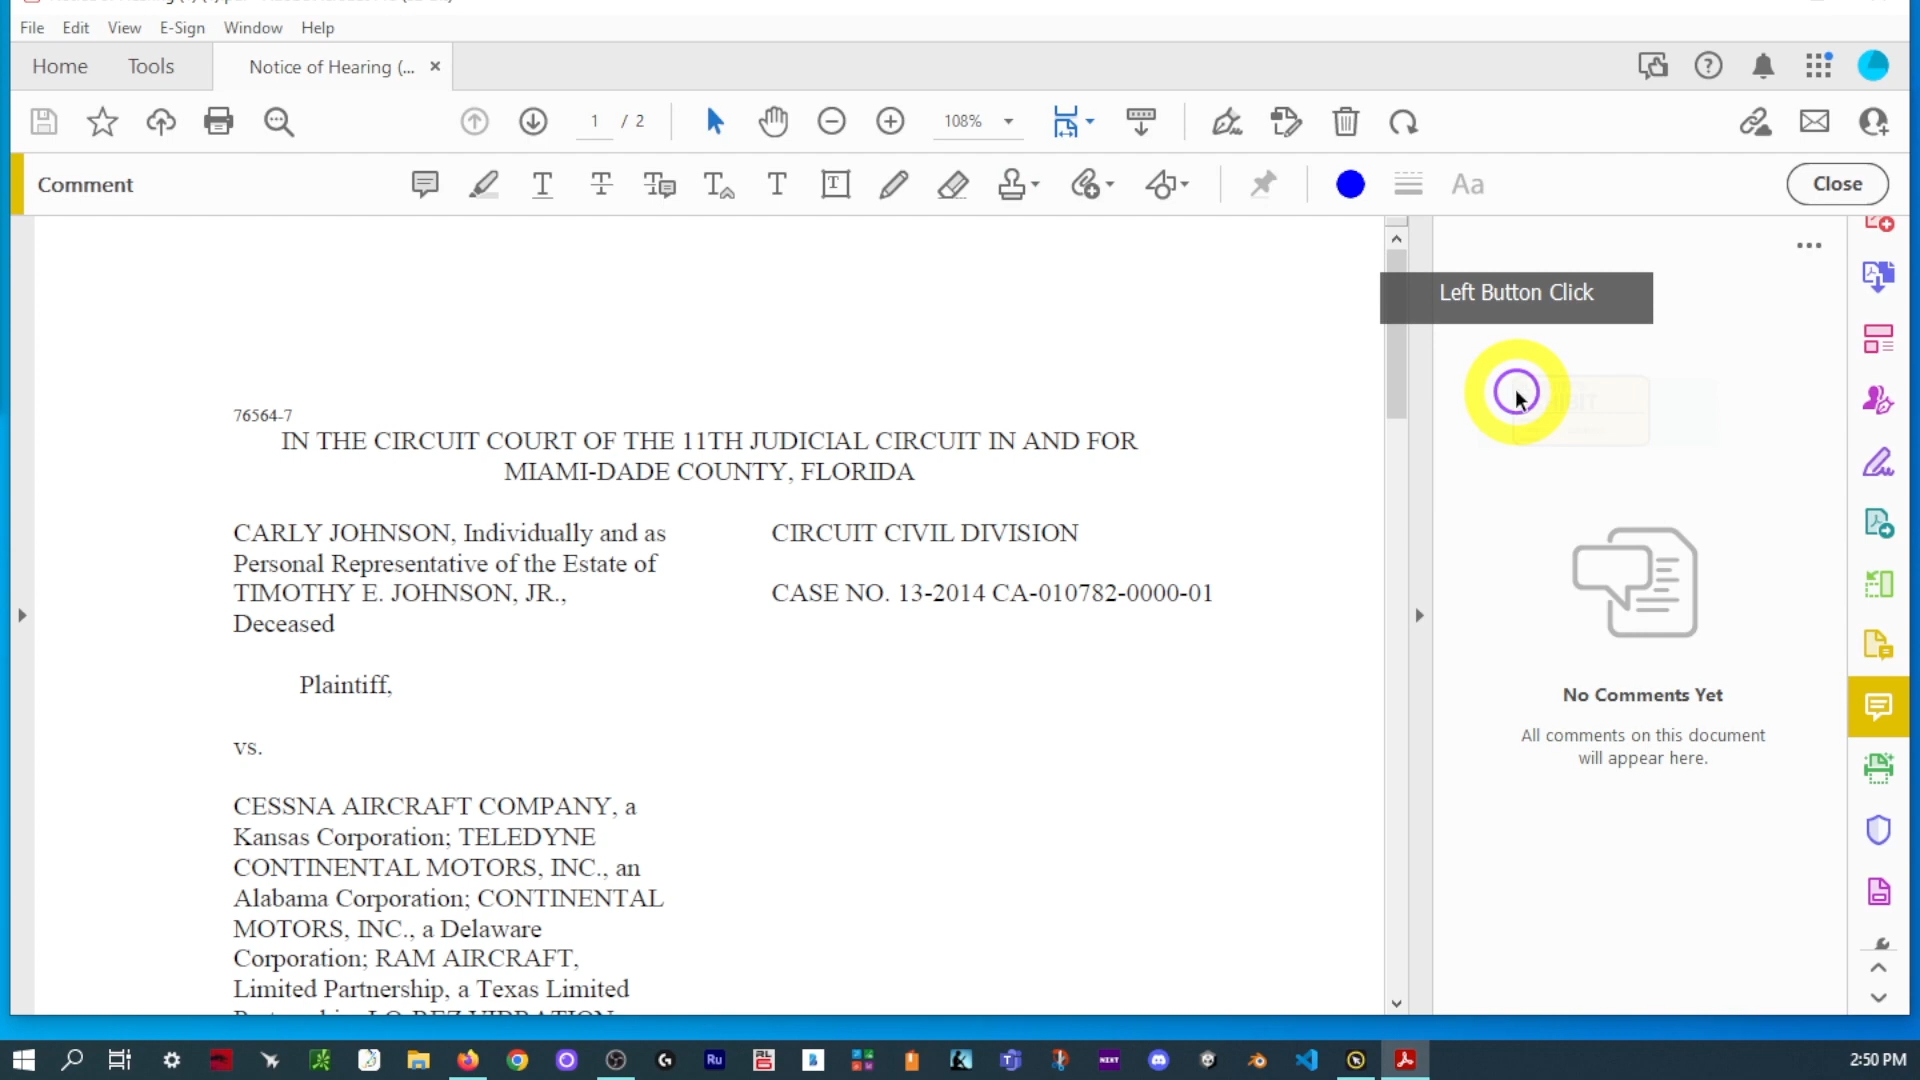 File Edit View E-Sign Window Help
Home Tools Notice of Hearing (... ×
1 / 2 108%
Comment
Aa
Close
Left Button Click
76564-7
IN THE CIRCUIT COURT OF THE 11TH JUDICIAL CIRCUIT IN AND FOR
MIAMI-DADE COUNTY, FLORIDA
CARLY JOHNSON, Individually and as
Personal Representative of the Estate of
TIMOTHY E. JOHNSON, JR.,
Deceased
CIRCUIT CIVIL DIVISION
CASE NO. 13-2014 CA-010782-0000-01
Plaintiff,
vs.
CESSNA AIRCRAFT COMPANY, a
Kansas Corporation; TELEDYNE
CONTINENTAL MOTORS, INC., an
Alabama Corporation; CONTINENTAL
MOTORS, INC., a Delaware
Corporation; RAM AIRCRAFT,
Limited Partnership, a Texas Limited
No Comments Yet
All comments on this document
will appear here.
Ru
NEXT
2:50 PM